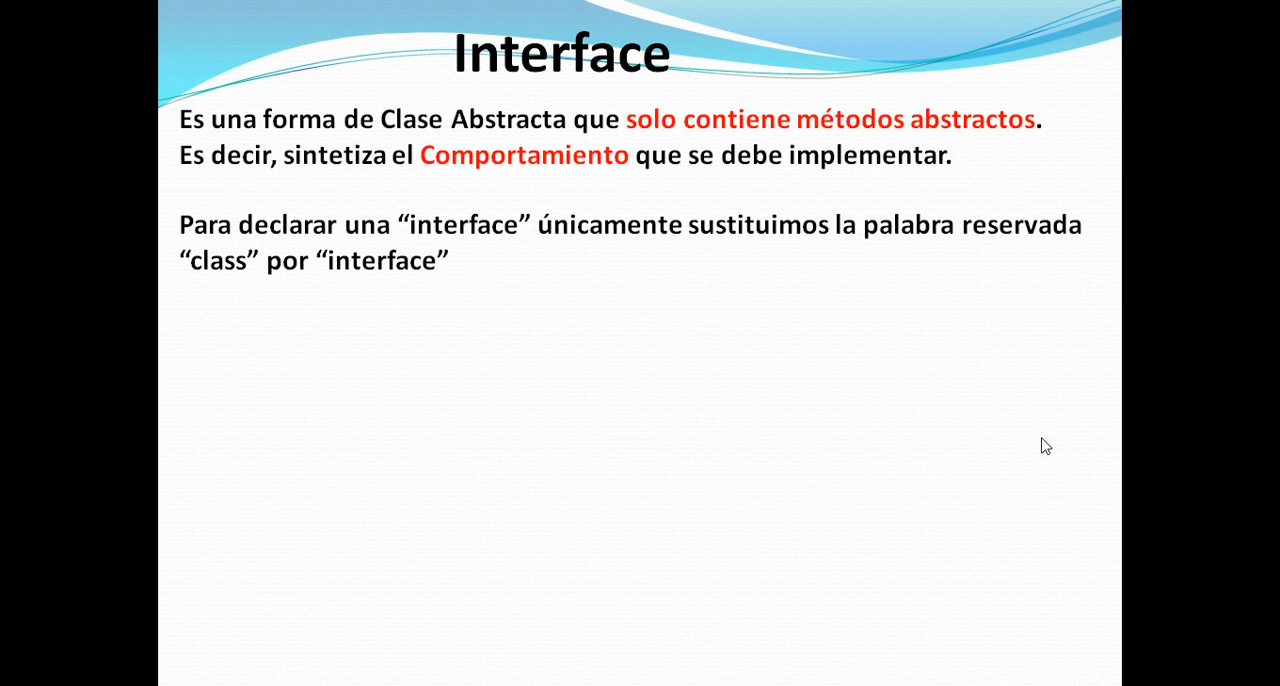 Interface
Es una forma de Clase Abstracta que solo contiene métodos abstractos.
Es decir, sintetiza el Comportamiento que se debe implementar.
Para declarar una “interface” únicamente sustituimos la palabra reservada
“class” por “interface”